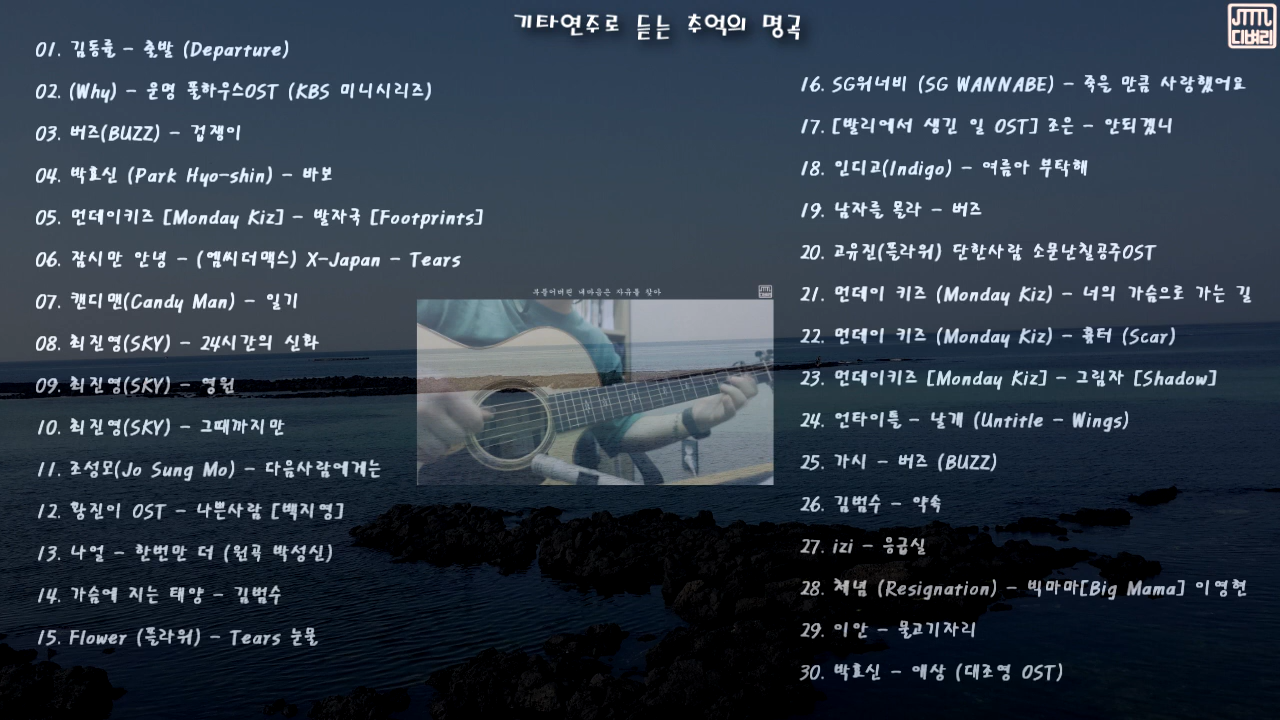 기타연주로 듣는 추억의 명곡
디벼리
01. 김동률 - 출발 (Departure)
02. (Why) - 운명 풀하우스OST (KBS 미니시리즈)
03. 버즈(BUZZ) - 겁쟁이
04. 박효신 (Park Hyo-shin) - 바보
05. 먼데이키즈 [Monday Kiz] - 발자국 [Footprints]
06. 잠시만 안녕 - (엠씨더맥스) X-Japan - Tears
07. 캔디맨(Candy Man) - 일기
08. 최진영(SKY) - 24시간의 신화
09. 최진영(SKY) - 영원
10. 최진영(SKY) - 그때까지만
11. 조성모(Jo Sung Mo) - 다음사람에게는
12. 황진이 OST - 나쁜사람 [백지영]
13. 나얼 - 한번만 더 (원곡 박성신)
14. 가슴에 지는 태양 - 김범수
15. Flower (플라워) - Tears 눈물
16. SG워너비 (SG WANNABE) - 죽을 만큼 사랑했어요
17. [발리에서 생긴 일 OST] 조은 - 안되겠니
18. 인디고(Indigo) - 여름아 부탁해
19. 남자를 몰라 - 버즈
20. 고유진(플라워) 단한사람 소문난칠공주OST
21. 먼데이 키즈 (Monday Kiz) - 너의 가슴으로 가는 길
22. 먼데이 키즈 (Monday Kiz) - 흉터 (Scar)
23. 먼데이키즈 [Monday Kiz] - 그림자 [Shadow]
24. 언타이틀 - 날개 (Untitle - Wings)
25. 가시 - 버즈 (BUZZ)
26. 김범수 - 약속
27. izi - 응급실
28. 체념 (Resignation) - 빅마마[Big Mama] 이영현
29. 이안 - 물고기자리
30. 박효신 - 애상 (대조영 OST)